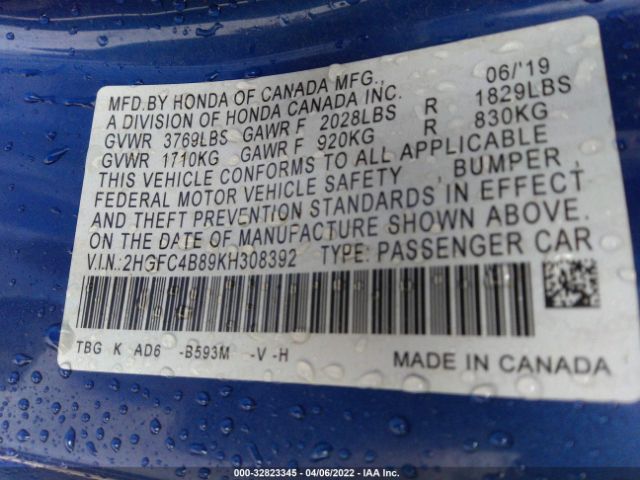 MFD. BY HONDA OF CANADA MFG., 06/'19
A DIVISION OF HONDA CANADA INC.
GVWR 3769LBS GAWR F 2028LBS R 1829LBS
GVWR 1710KG GAWR F 920KG R 830KG
THIS VEHICLE CONFORMS TO ALL APPLICABLE
FEDERAL MOTOR VEHICLE SAFETY , BUMPER ,
AND THEFT PREVENTION STANDARDS IN EFFECT
ON THE DATE OF MANUFACTURE SHOWN ABOVE.
V.I.N.:2HGFC4B89KH308392 TYPE: PASSENGER CAR
TBG K AD6 -B593M -V -H
MADE IN CANADA
000-32823345 - 04/06/2022 - IAA Inc.